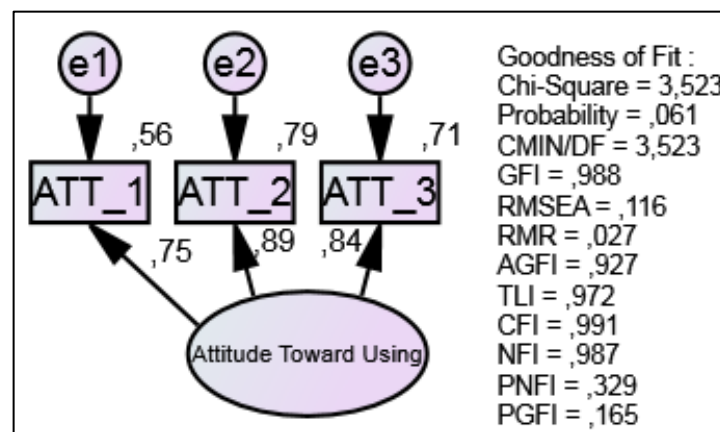 e1
e2
e3
,56
,79
,71
ATT_1
ATT_2
ATT_3
,75
,89
,84
Attitude Toward Using
Goodness of Fit :
Chi-Square = 3,523
Probability = ,061
CMIN/DF = 3,523
GFI = ,988
RMSEA = ,116
RMR = ,027
AGFI = ,927
TLI = ,972
CFI = ,991
NFI = ,987
PNFI = ,329
PGFI = ,165